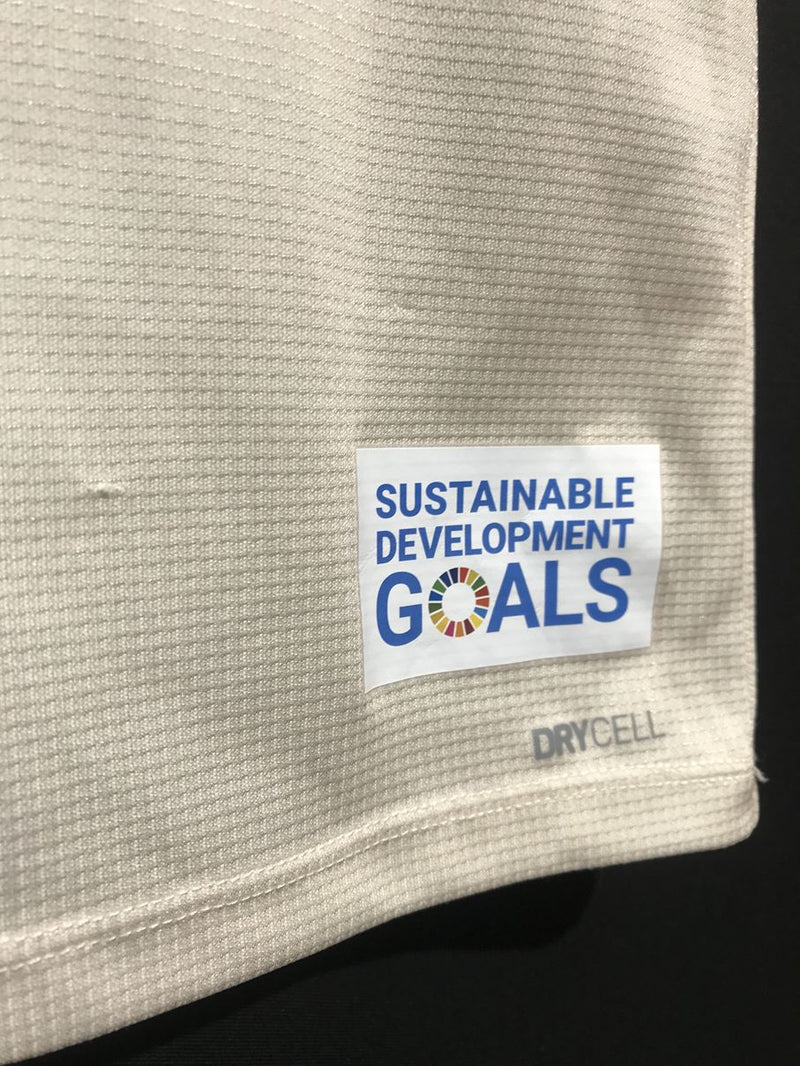 SUSTAINABLE
DEVELOPMENT
GOALS
DRYCELL